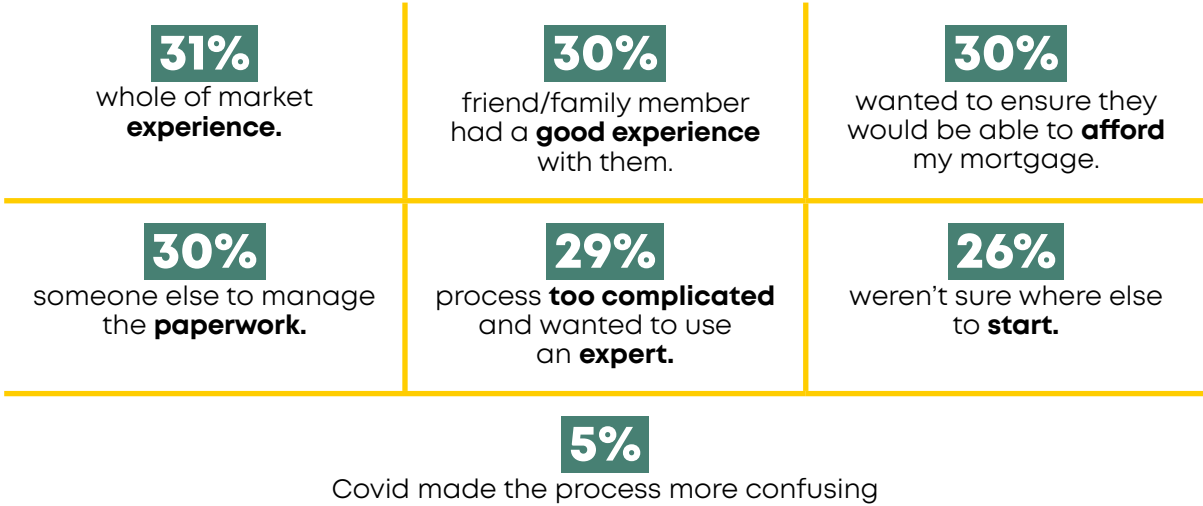 31%
whole of market
experience.
30%
friend/family member
had a good experience
with them.
30%
wanted to ensure they
would be able to afford
my mortgage.
30%
someone else to manage
the paperwork.
29%
process too complicated
and wanted to use
an expert.
26%
weren't sure where else
to start.
5%
Covid made the process more confusing